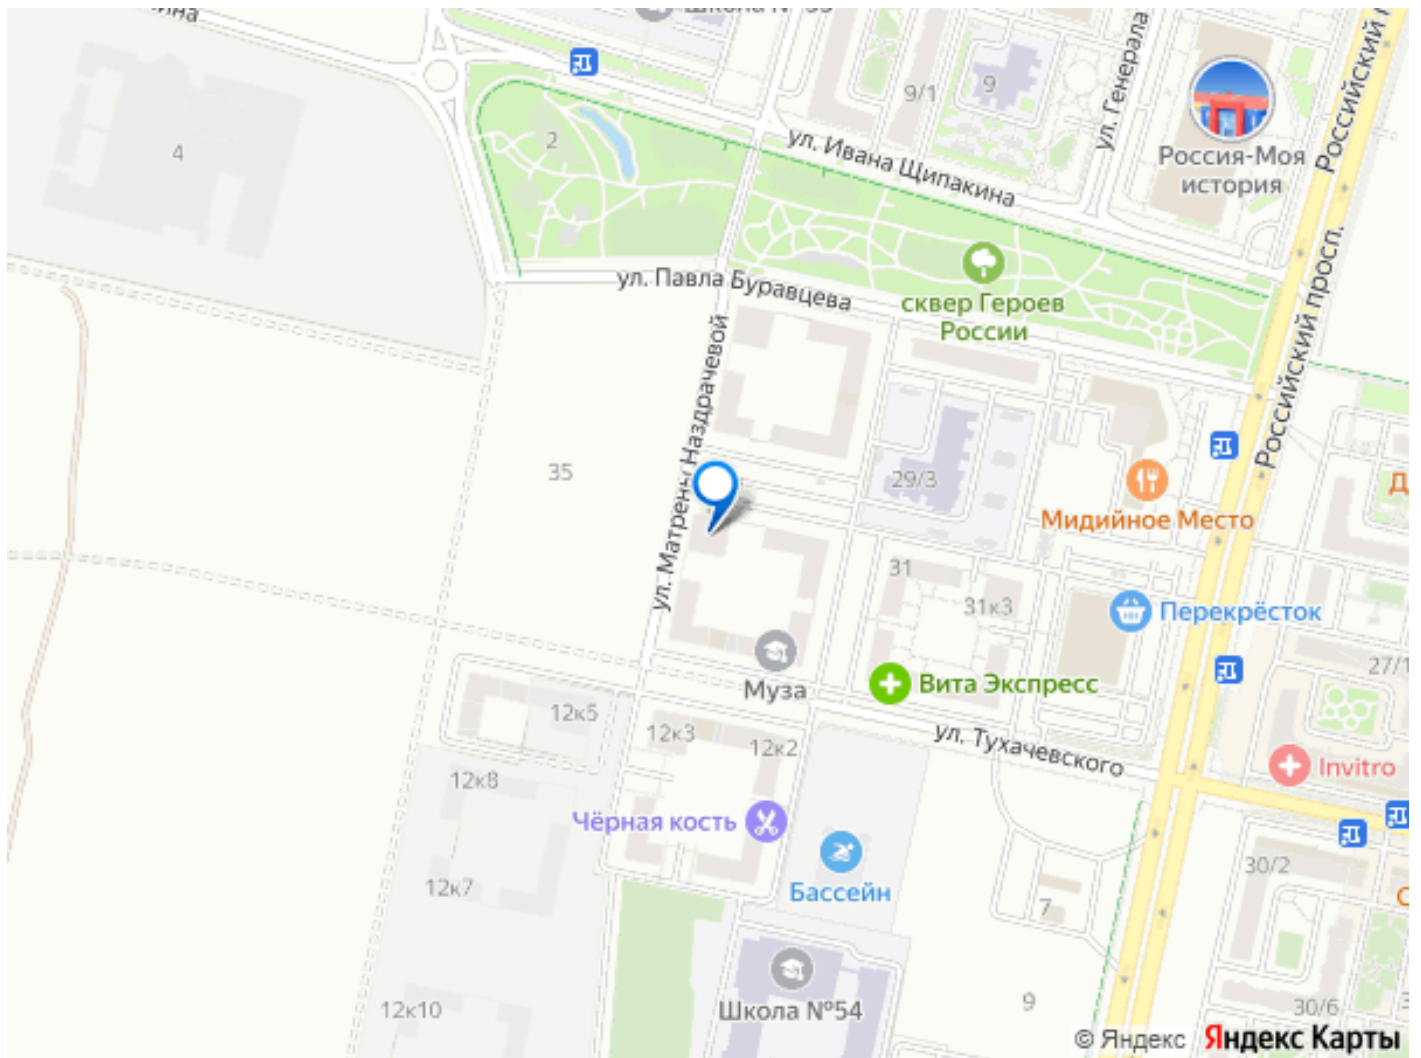 Школа №
4
2
9/1
9
ул. Генерала
Российский
ул. Ивана Щипакина
Россия-Моя
история
Российский просп.
ул. Павла Буравцева
сквер Героев
России
ул. Матрены Наздрачевой
35
29/3
Мидийное Место
31
31к3
Перекрёсток
Муза
Вита Экспресс
27/1
12к5
12к3
12к2
ул. Тухачевского
Invitro
12к8
Чёрная кость
12к7
Бассейн
30/2
7
Школа №54
12к10
9
30/6
© Яндекс Яндекс Карты